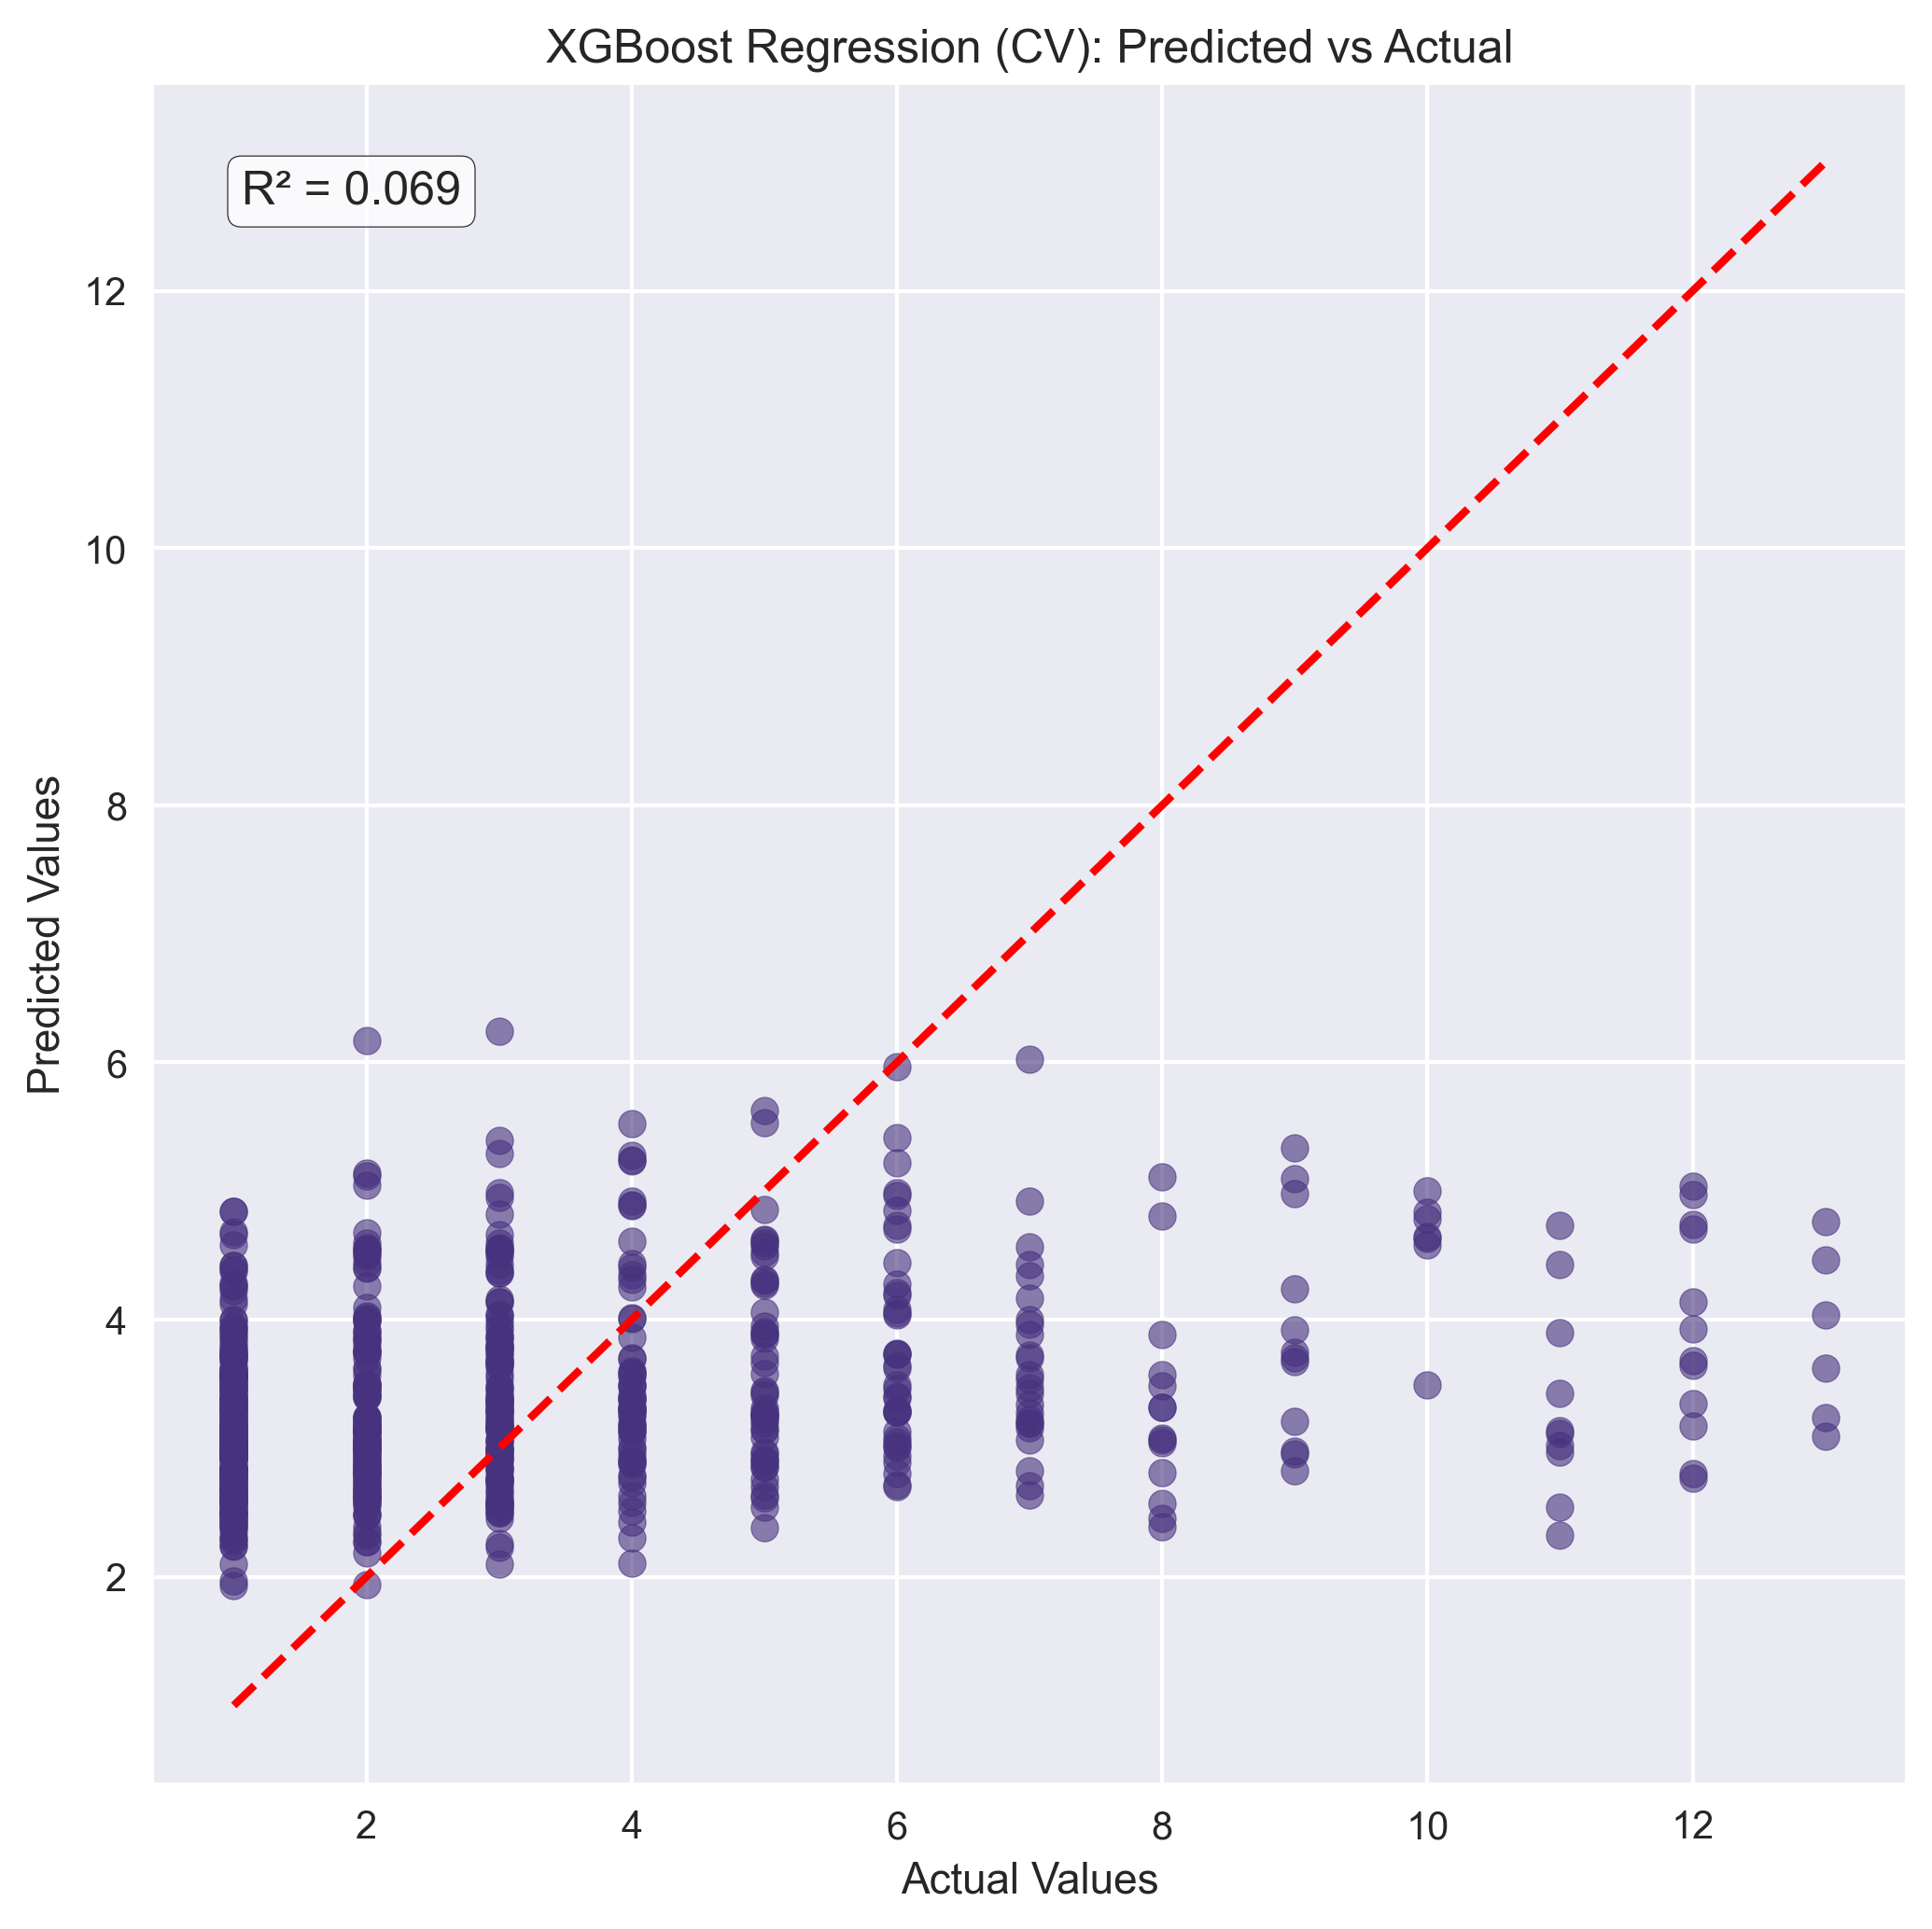 XGBoost Regression (CV): Predicted vs Actual
R² = 0.069
12
10
8
6
4
2
Predicted Values
2 4 6 8 10 12
Actual Values